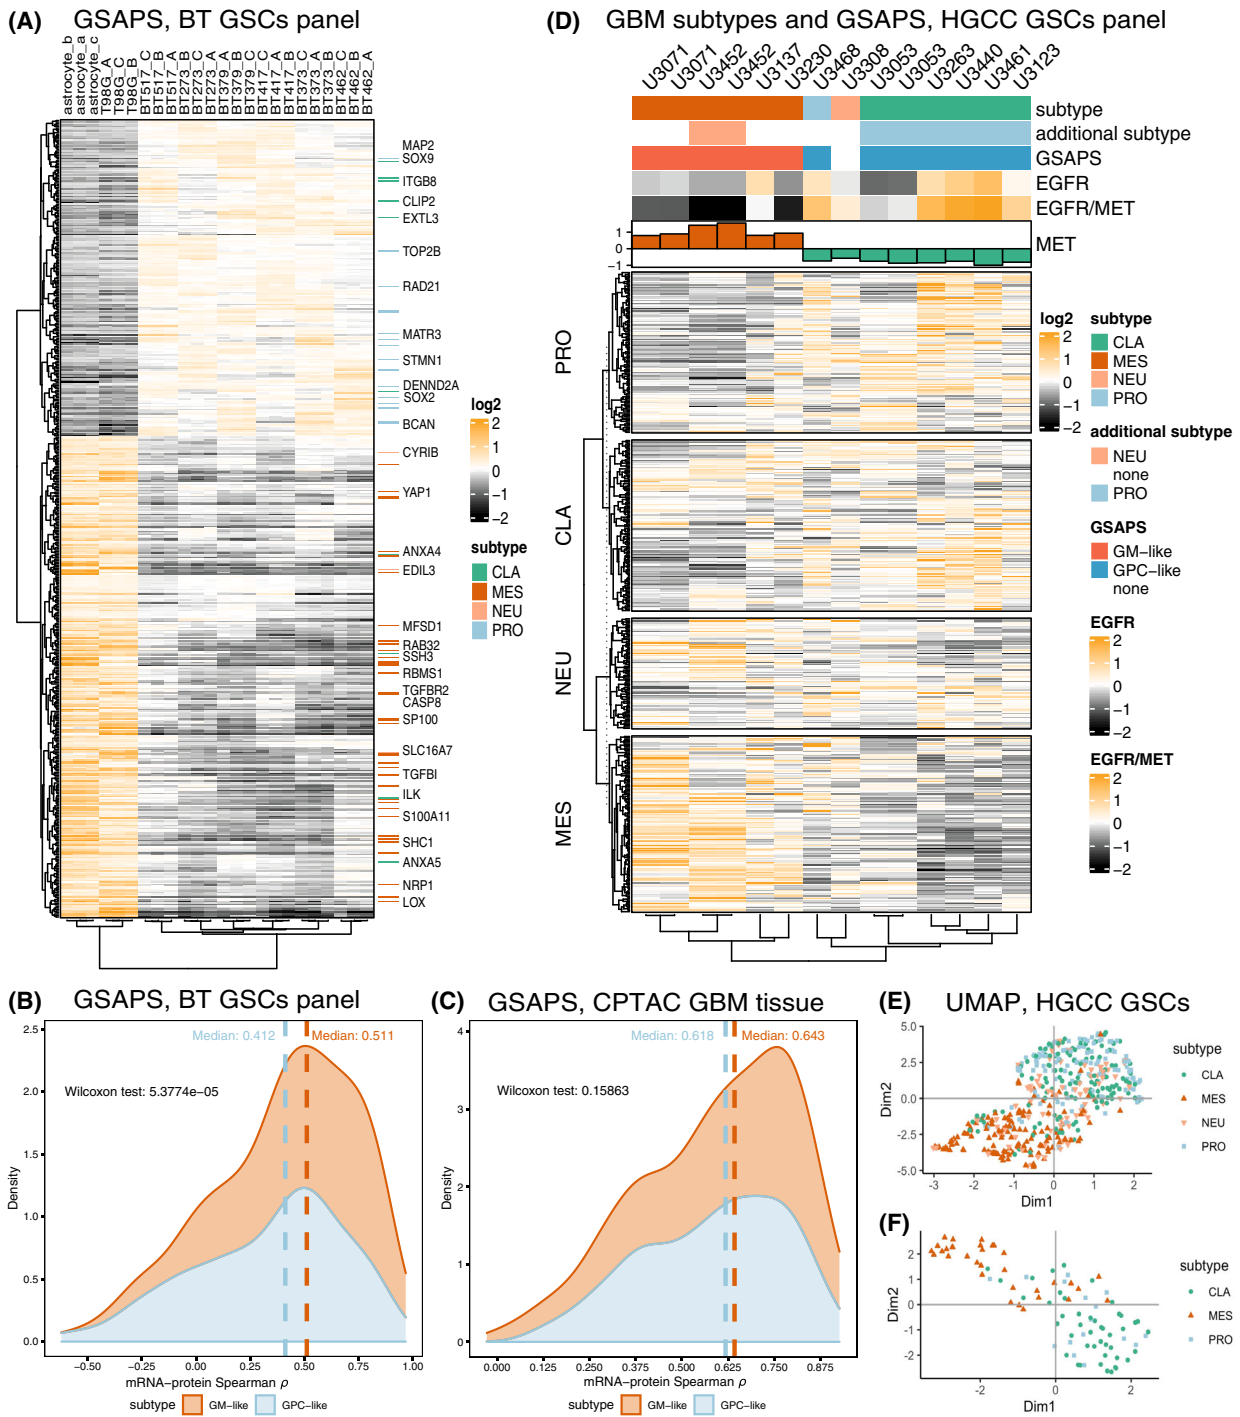 (A) GSAPS, BT GSCs panel
astrocyte_b
astrocyte_a
astrocyte_c
T98G_A
T98G_C
T98G_B
BT517_C
BT517_B
BT517_A
BT273_B
BT273_C
BT273_A
BT379_A
BT379_B
BT379_C
BT417_C
BT417_A
BT417_B
BT373_C
BT373_A
BT373_B
BT462_C
BT462_B
BT462_A
MAP2
SOX9
ITGB8
CLIP2
EXTL3
TOP2B
RAD21
MATR3
STMN1
DENND2A
SOX2
BCAN
CYRIB
YAP1
ANXA4
EDIL3
MFSD1
RAB32
SSH3
RBMS1
TGFBR2
CASP8
SP100
SLC16A7
TGFBI
ILK
S100A11
SHC1
ANXA5
NRP1
LOX
log2
2
1
0
−1
−2
subtype
CLA
MES
NEU
PRO
(D) GBM subtypes and GSAPS, HGCC GSCs panel
U3071
U3071
U3452
U3452
U3137
U3230
U3468
U3308
U3053
U3053
U3263
U3440
U3461
U3123
subtype
additional subtype
GSAPS
EGFR
EGFR/MET
1
0
−1
MET
PRO
CLA
NEU
MES
log2
2
1
0
−1
−2
subtype
CLA
MES
NEU
PRO
additional subtype
NEU
none
PRO
GSAPS
GM−like
GPC−like
none
EGFR
2
1
0
−1
−2
EGFR/MET
2
1
0
−1
−2
(B) GSAPS, BT GSCs panel
Median: 0.412
Median: 0.511
Wilcoxon test: 5.3774e−05
Density
2.5
2.0
1.5
1.0
0.5
0.0
−0.50 −0.25 0.00 0.25 0.50 0.75 1.00
mRNA−protein Spearman ρ
subtype GM−like GPC−like
(C) GSAPS, CPTAC GBM tissue
Median: 0.618
Median: 0.643
Wilcoxon test: 0.15863
Density
4
3
2
1
0
0.000 0.125 0.250 0.375 0.500 0.625 0.750 0.875
mRNA−protein Spearman ρ
subtype GM−like GPC−like
(E) UMAP, HGCC GSCs
Dim2
5.0
2.5
0.0
-2.5
-5.0
-3 -2 -1 0 1 2
Dim1
subtype
CLA
MES
NEU
PRO
(F)
Dim2
2
1
0
-1
-2
-2 0 2
Dim1
subtype
CLA
MES
PRO